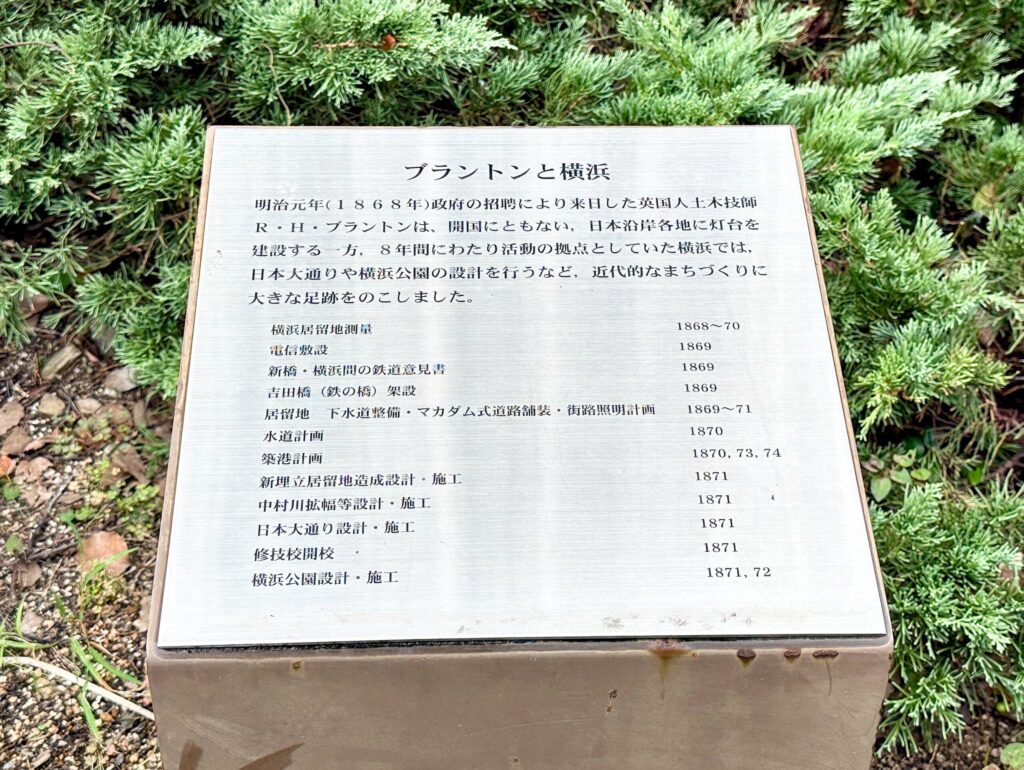 ブラントンと横浜
明治元年(1868年)政府の招聘により来日した英国人土木技師
R・H・ブラントンは,開国にともない,日本沿岸各地に灯台を
建設する一方,8年間にわたり活動の拠点としていた横浜では,
日本大通りや横浜公園の設計を行うなど,近代的なまちづくりに
大きな足跡をのこしました。
横浜居留地測量 1868〜70
電信敷設 1869
新橋・横浜間の鉄道意見書 1869
吉田橋(鉄の橋)架設 1869
居留地 下水道整備・マカダム式道路舗装・街路照明計画 1869〜71
水道計画 1870
築港計画 1870, 73, 74
新埋立居留地造成設計・施工 1871
中村川拡幅等設計・施工 1871
日本大通り設計・施工 1871
修技校開校 1871
横浜公園設計・施工 1871, 72